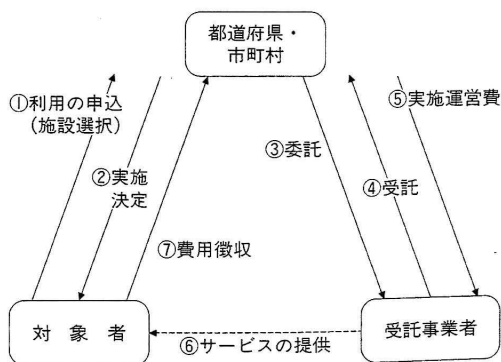 都道府県・
市町村
①利用の申込
(施設選択)
②実施
決定
⑦費用徴収
③委託
④受託
⑤実施運営費
対象者
⑥サービスの提供
受託事業者